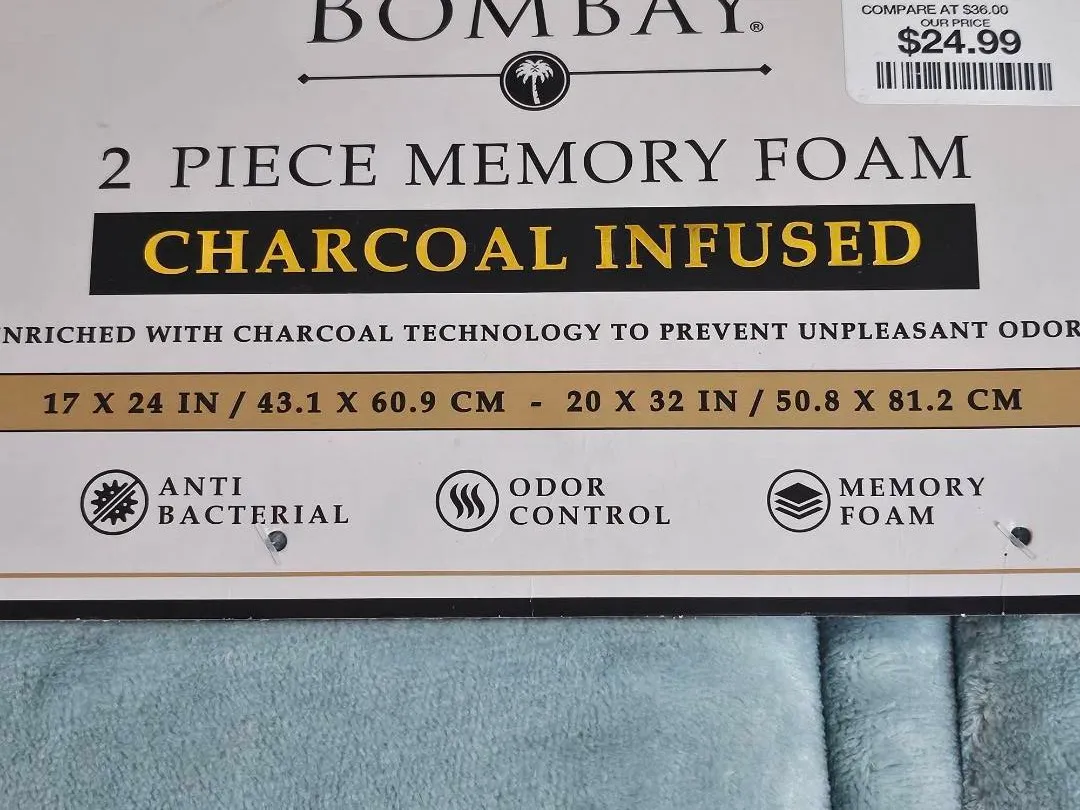 BOMBAY®
COMPARE AT $36.00
OUR PRICE
$24.99
2 PIECE MEMORY FOAM
CHARCOAL INFUSED
NRICHED WITH CHARCOAL TECHNOLOGY TO PREVENT UNPLEASANT ODOR
17 X 24 IN / 43.1 X 60.9 CM - 20 X 32 IN / 50.8 X 81.2 CM
ANTI
BACTERIAL
ODOR
CONTROL
MEMORY
FOAM